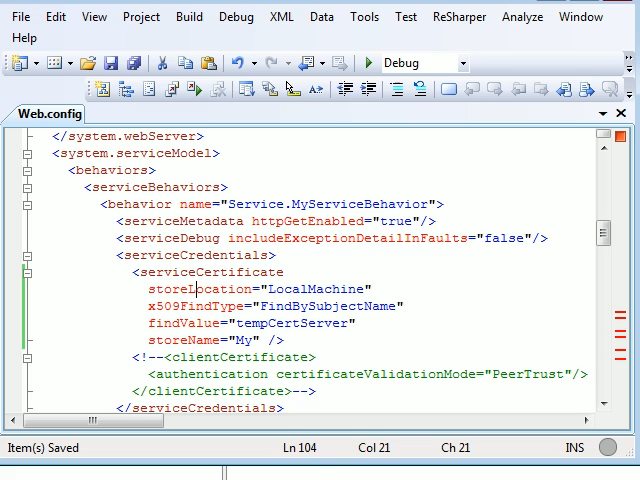 File Edit View Project Build Debug XML Data Tools Test ReSharper Analyze Window
Help
Debug
Web.config
</system.webServer>
<system.serviceModel>
<behaviors>
<serviceBehaviors>
<behavior name="Service.MyServiceBehavior">
<serviceMetadata httpGetEnabled="true"/>
<serviceDebug includeExceptionDetailInFaults="false"/>
<serviceCredentials>
<serviceCertificate
storeLocation="LocalMachine"
x509FindType="FindBySubjectName"
findValue="tempCertServer"
storeName="My" />
<!--<clientCertificate>
<authentication certificateValidationMode="PeerTrust"/>
</clientCertificate>-->
</serviceCredentials>
Item(s) Saved Ln 104 Col 21 Ch 21 INS